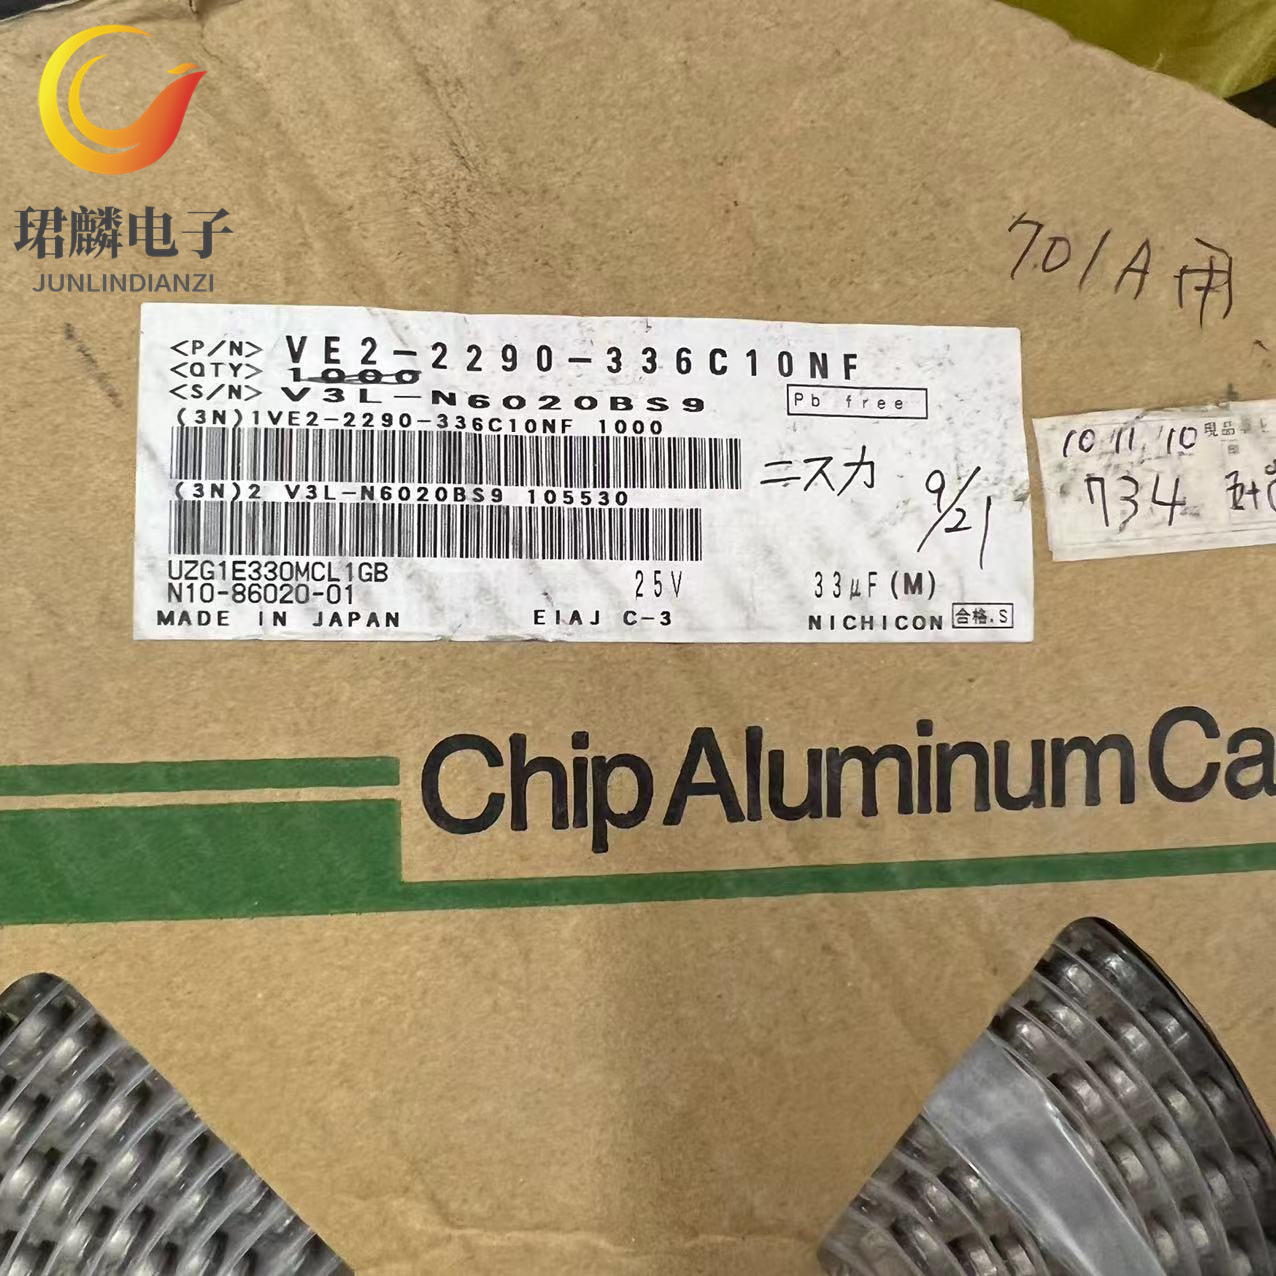 珺麟电子
JUNLINDIANZI
701A用
<P/N> VE2-2290-336C10NF
<QTY> 1000
<S/N> V3L-N6020BS9
Pb free
(3N)1VE2-2290-336C10NF 1000
(3N)2 V3L-N6020BS9 105530
ニスカ
9/21
UZG1E330MCL1GB 25V 33µF(M)
N10-86020-01
MADE IN JAPAN EIAJ C-3 NICHICON 合格.S
10 11 10 現品
734
Chip Aluminum Ca